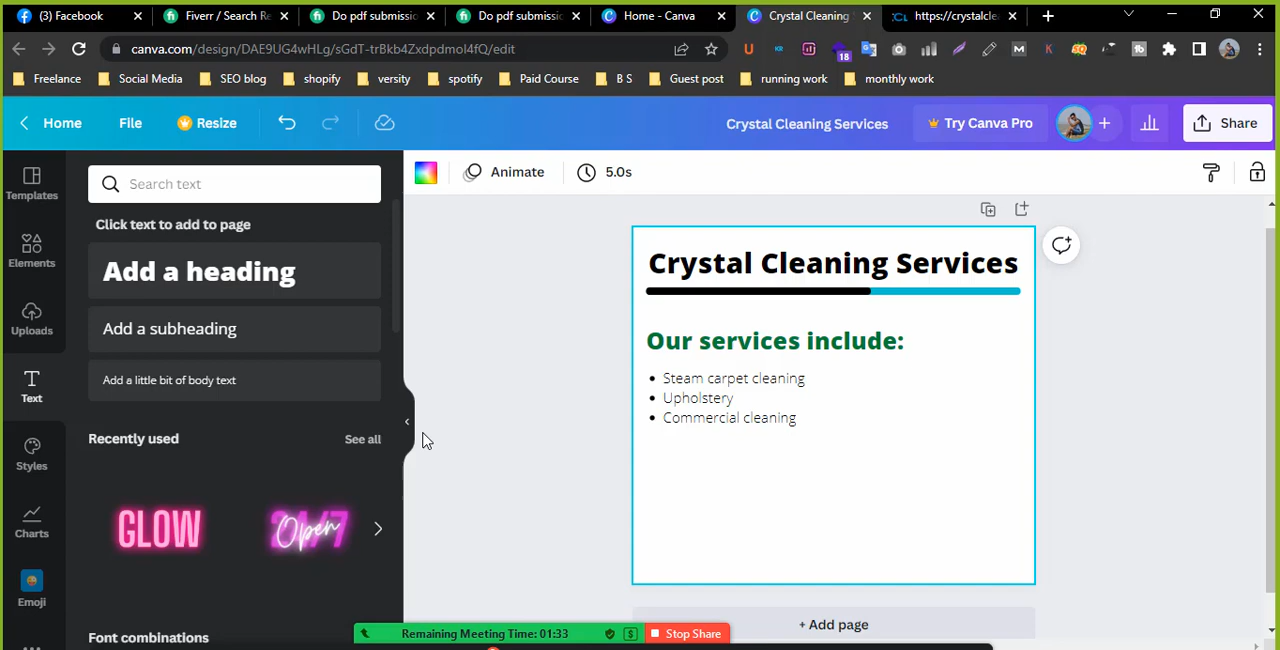 (3) Facebook
Fiverr / Search Re
Do pdf submissi
Do pdf submissi
Home - Canva
Crystal Cleaning
https://crystalcle
canva.com/design/DAE9UG4wHLg/sGdT-trBkb4Zxdpdmol4fQ/edit
18
Freelance
Social Media
SEO blog
shopify
versity
spotify
Paid Course
B S
Guest post
running work
monthly work
Home
File
Resize
Crystal Cleaning Services
Try Canva Pro
Share
Templates
Elements
Uploads
Text
Styles
Charts
Emoji
Search text
Click text to add to page
Add a heading
Add a subheading
Add a little bit of body text
Recently used
See all
GLOW
24/7
Open
Font combinations
Animate
5.0s
Crystal Cleaning Services
Our services include:
• Steam carpet cleaning
• Upholstery
• Commercial cleaning
+ Add page
Remaining Meeting Time: 01:33
Stop Share